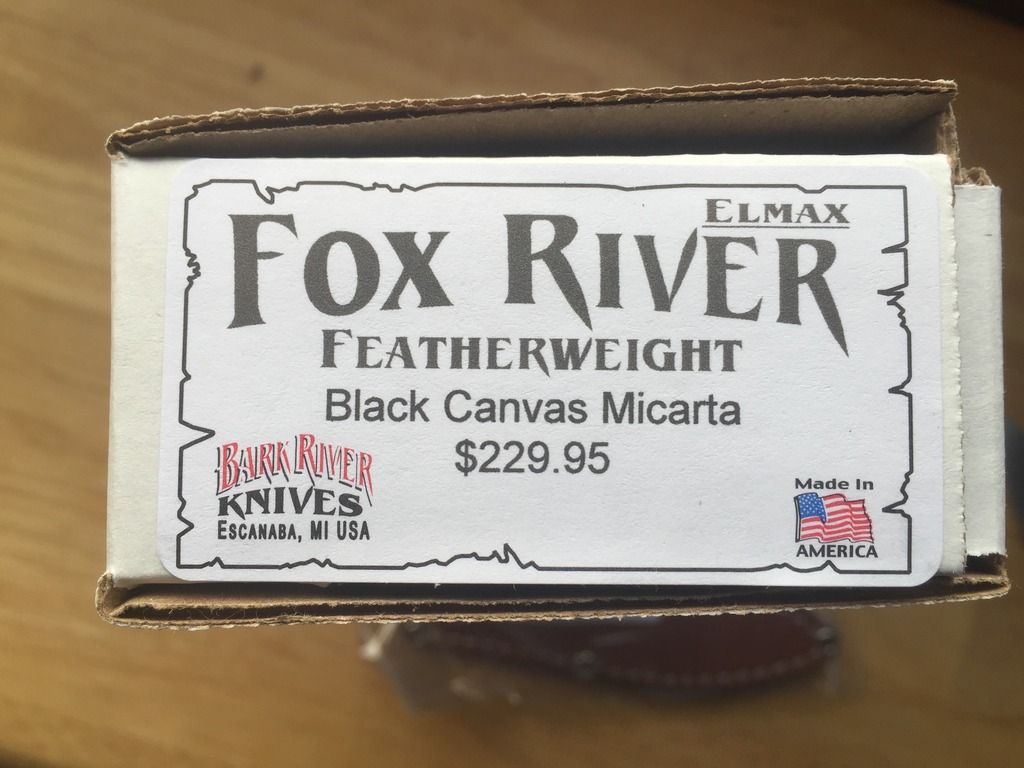 ELMAX
FOX RIVER
FEATHERWEIGHT
Black Canvas Micarta
$229.95
BARK RIVER
KNIVES
ESCANABA, MI USA
Made In
AMERICA